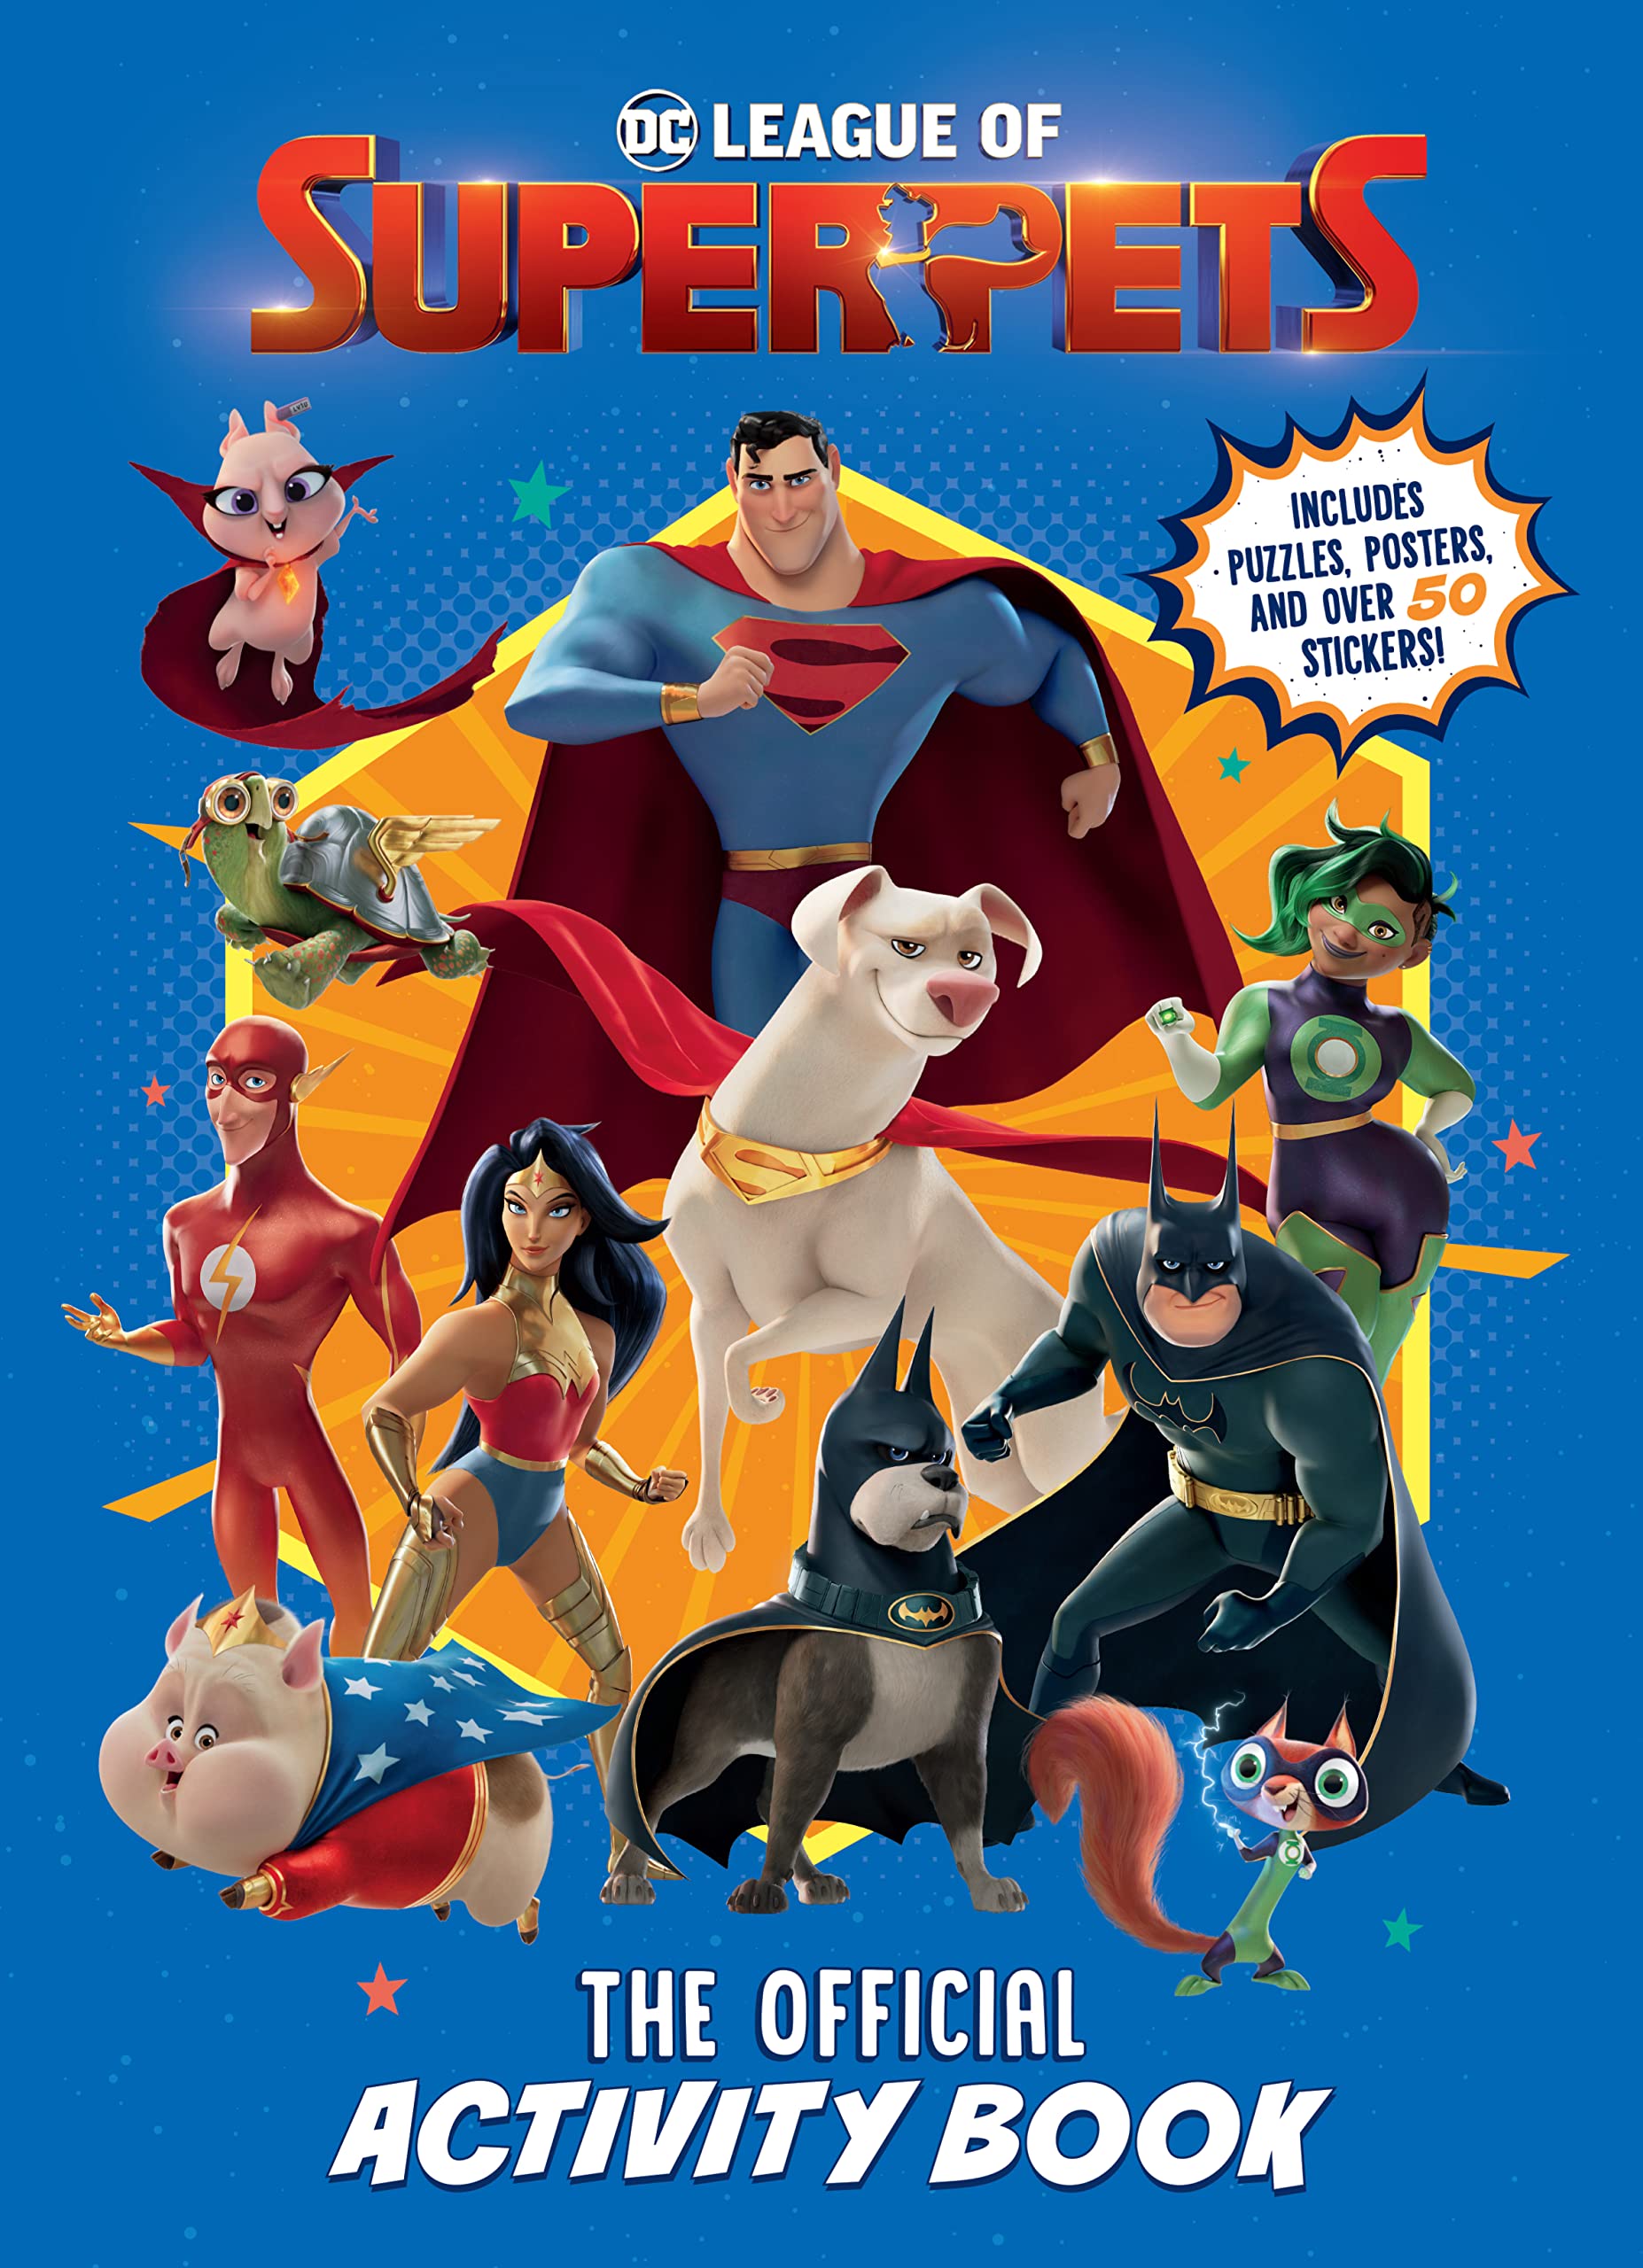 DC LEAGUE OF
SUPERPETS
INCLUDES
PUZZLES, POSTERS,
AND OVER 50
STICKERS!
THE OFFICIAL
ACTIVITY BOOK